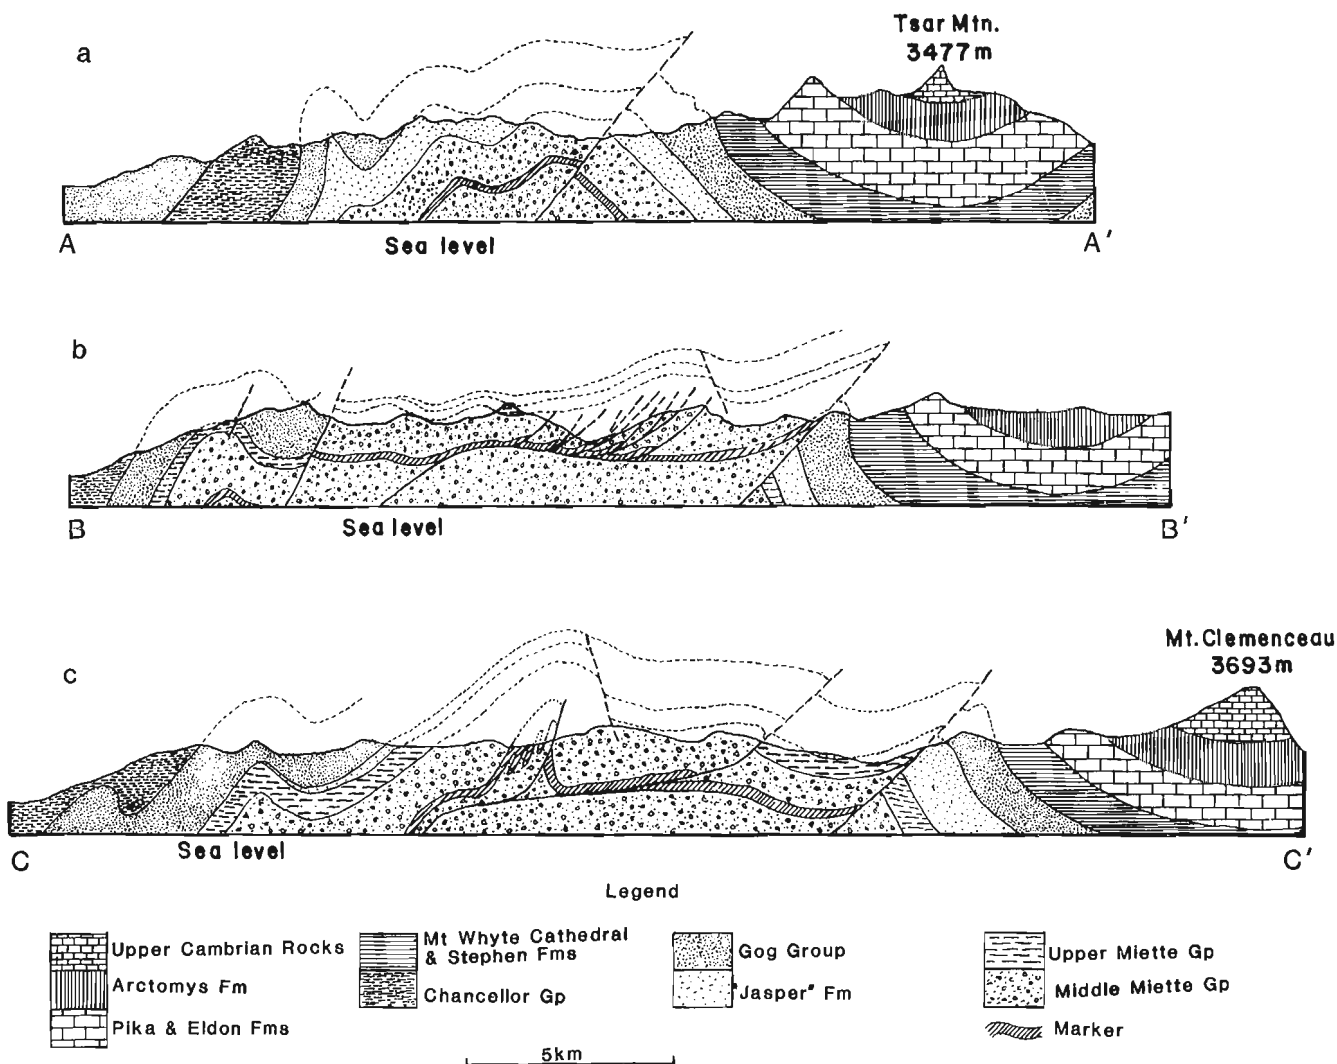 a
Tsar Mtn.
3477m
A
Sea level
A'
b
B
Sea level
B'
c
Mt. Clemenceau
3693m
C
Sea level
C'
Legend
Upper Cambrian Rocks
Arctomys Fm
Pika & Eldon Fms
Mt Whyte Cathedral
& Stephen Fms
Chancellor Gp
Gog Group
"Jasper" Fm
Upper Miette Gp
Middle Miette Gp
Marker
5km